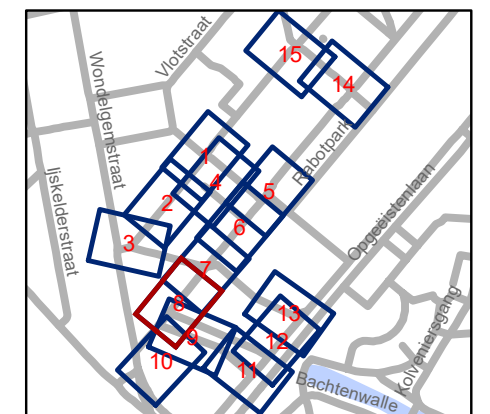 Vlotstraat
Wondelgemstraat
Ijskelderstraat
Rabotpark
Opgeëistenlaan
Kolveniersgang
Bachtenwalle
15
14
1
4
5
2
6
3
7
8
13
9
12
10
11